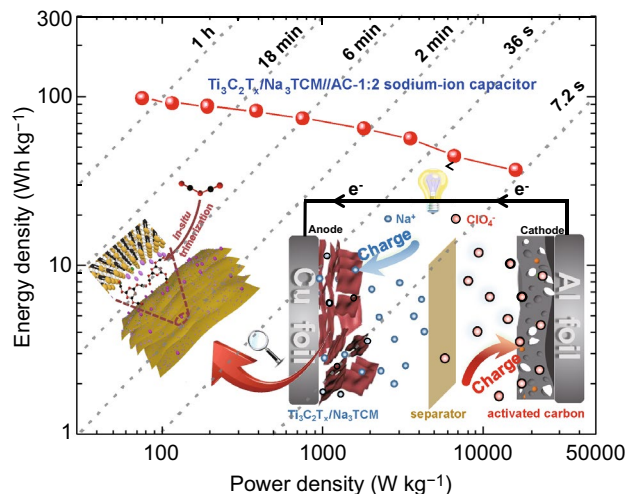 300
100
10
1
Energy density (Wh kg⁻¹)
1 h
18 min
6 min
2 min
36 s
7.2 s
Ti₃C₂Tₓ/Na₃TCM//AC-1:2 sodium-ion capacitor
e-
e-
In-situ
trimerization
Anode
Na⁺
ClO₄⁻
Cathode
Charge
Cu foil
Al foil
Charge
Ti₃C₂Tₓ/Na₃TCM
separator
activated carbon
100
1000
10000
50000
Power density (W kg⁻¹)